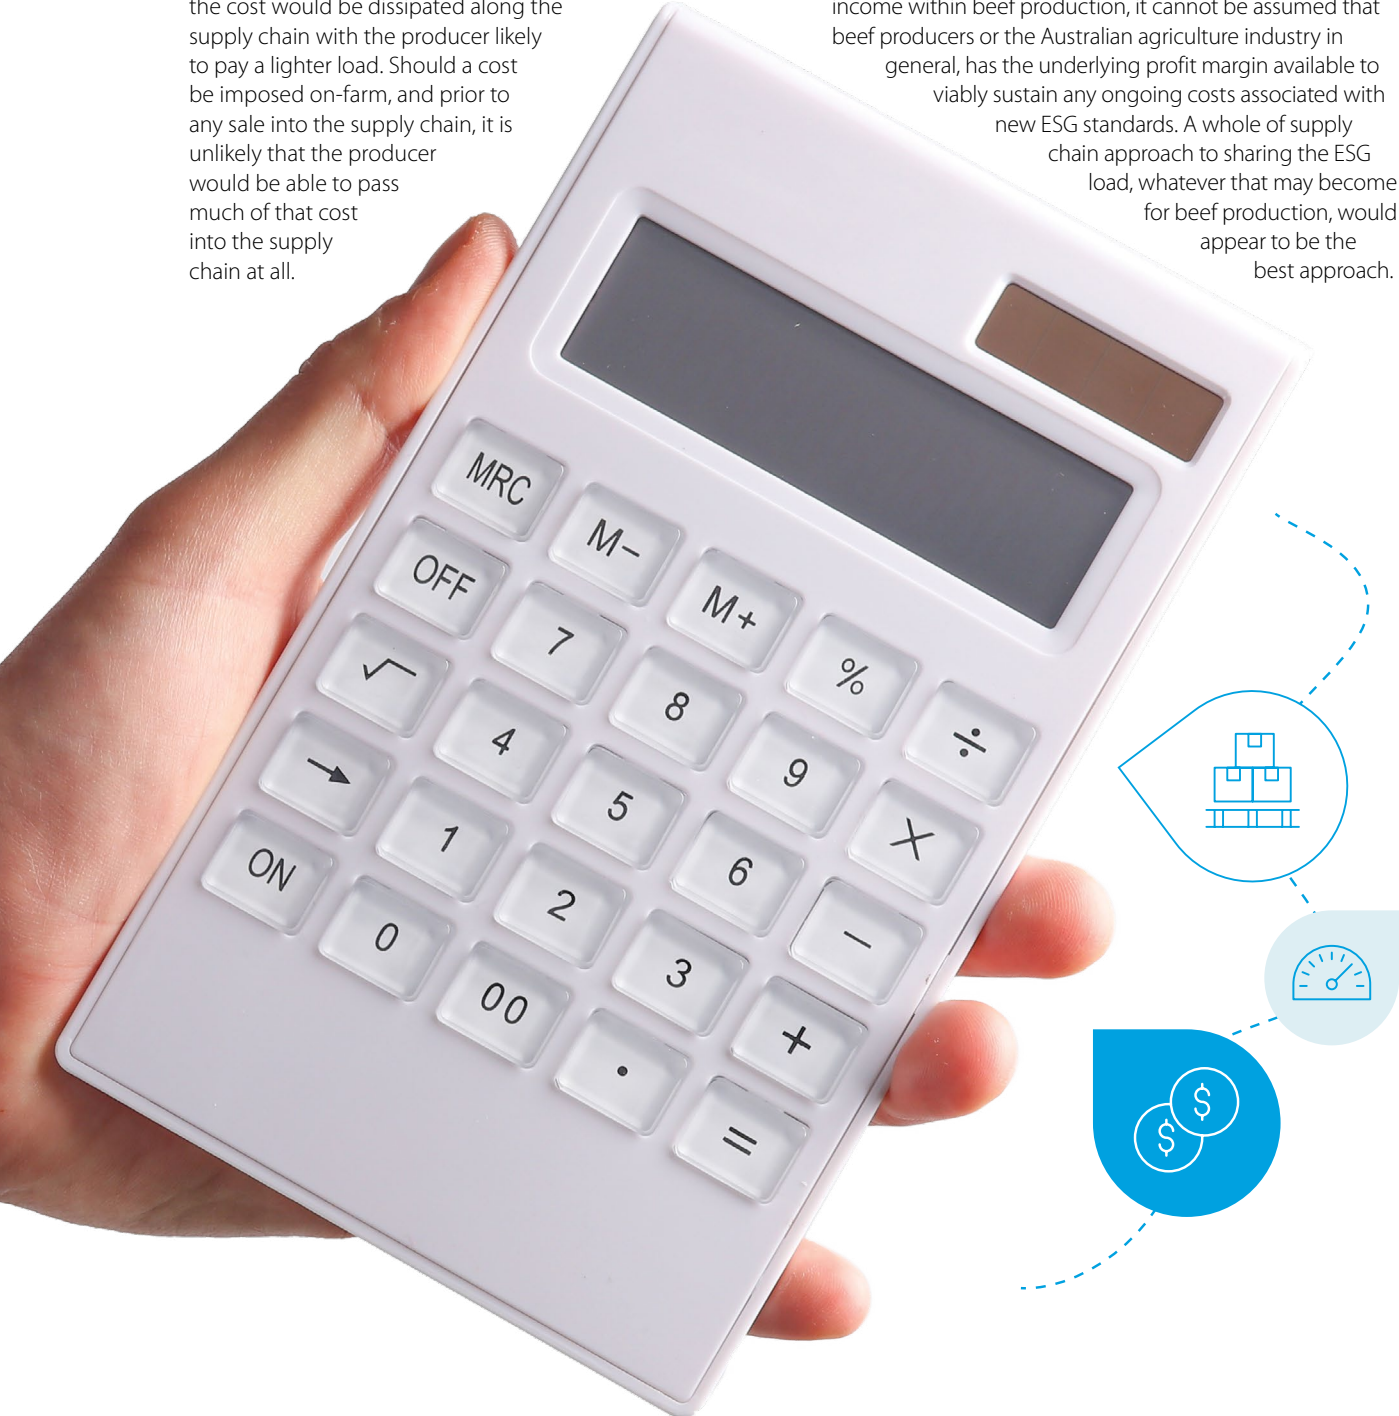 the cost would be dissipated along the
supply chain with the producer likely
to pay a lighter load. Should a cost
be imposed on-farm, and prior to
any sale into the supply chain, it is
unlikely that the producer
would be able to pass
much of that cost
into the supply
chain at all.
income within beef production, it cannot be assumed that
beef producers or the Australian agriculture industry in
general, has the underlying profit margin available to
viably sustain any ongoing costs associated with
new ESG standards. A whole of supply
chain approach to sharing the ESG
load, whatever that may become
for beef production, would
appear to be the
best approach.
MRC M− M+ % ÷
OFF 7 8 9 X
√ 4 5 6 −
→ 1 2 3 +
ON 0 00 . =
$ $